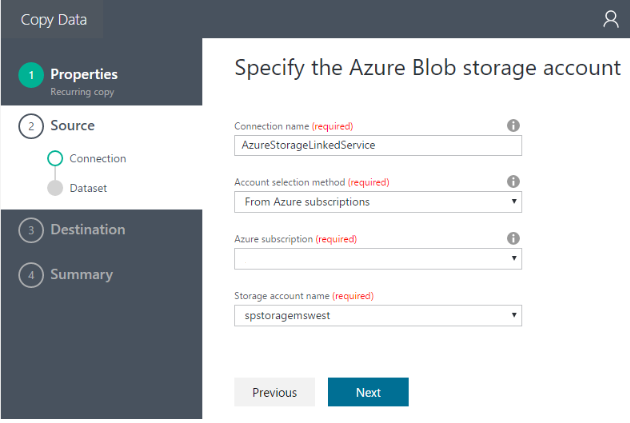 Copy Data
1 Properties
Recurring copy
2 Source
Connection
Dataset
3 Destination
4 Summary
Specify the Azure Blob storage account
Connection name (required)
AzureStorageLinkedService
Account selection method (required)
From Azure subscriptions
Azure subscription (required)
Storage account name (required)
spstoragemswest
Previous Next